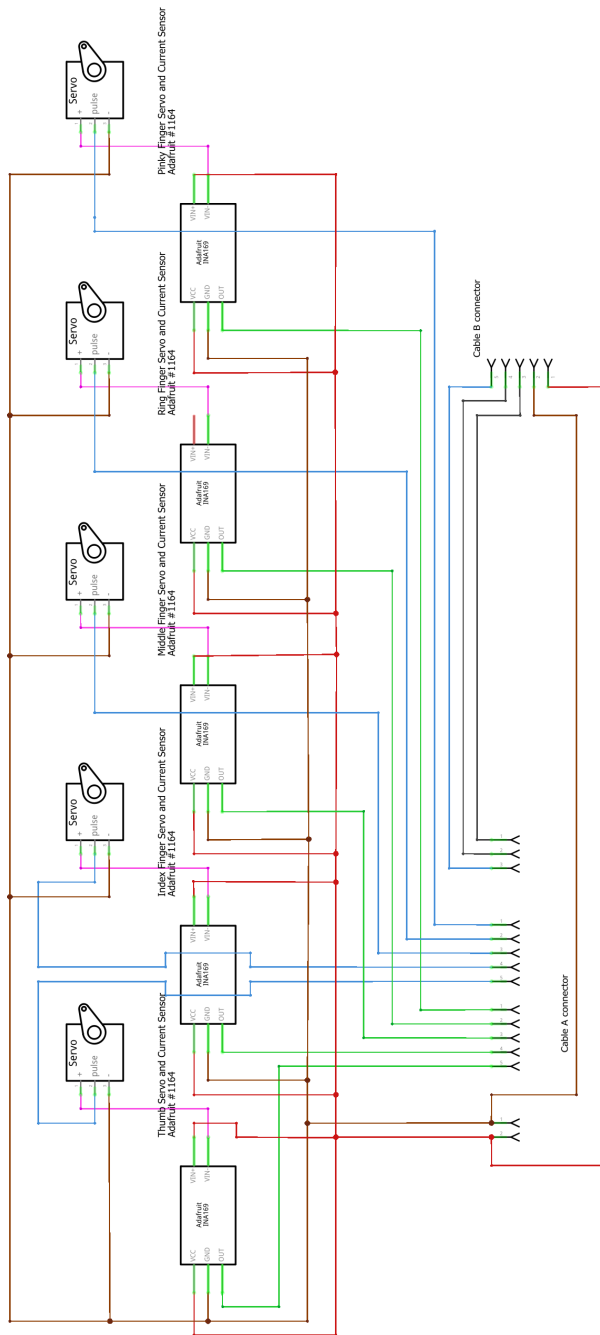 Pinky Finger Servo and Current Sensor
Adafruit #1164
Servo
+
pulse
-
VIN+
VIN-
Adafruit
INA169
VCC
GND
OUT
Ring Finger Servo and Current Sensor
Adafruit #1164
Servo
+
pulse
-
VIN+
VIN-
Adafruit
INA169
VCC
GND
OUT
Middle Finger Servo and Current Sensor
Adafruit #1164
Servo
+
pulse
-
VIN+
VIN-
Adafruit
INA169
VCC
GND
OUT
Index Finger Servo and Current Sensor
Adafruit #1164
Servo
+
pulse
-
VIN+
VIN-
Adafruit
INA169
VCC
GND
OUT
Thumb Servo and Current Sensor
Adafruit #1164
Servo
+
pulse
-
VIN+
VIN-
Adafruit
INA169
VCC
GND
OUT
Cable B connector
Cable A connector